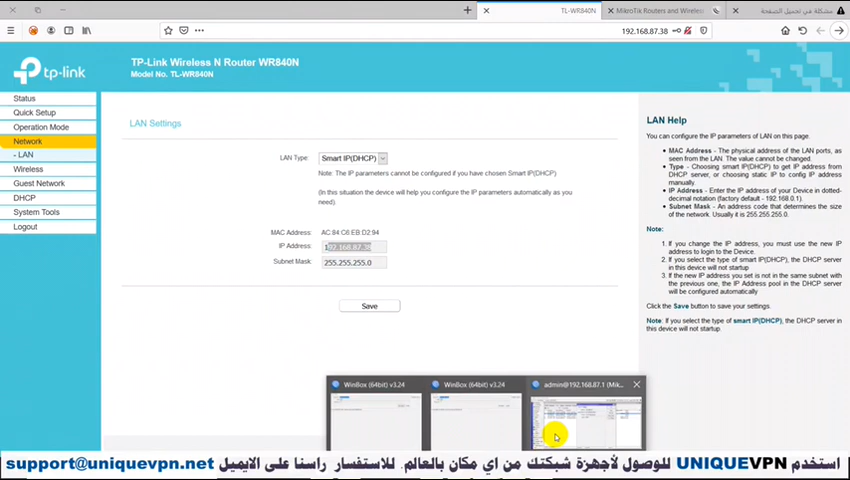 TL-WR840N
MikroTik Routers and Wireless
مشكلة في تحميل الصفحة
192.168.87.38
tp-link
TP-Link Wireless N Router WR840N
Model No. TL-WR840N
Status
Quick Setup
Operation Mode
Network
- LAN
Wireless
Guest Network
DHCP
System Tools
Logout
LAN Settings
LAN Type: Smart IP(DHCP)
Note: The IP parameters cannot be configured if you have chosen Smart IP(DHCP)
(In this situation the device will help you configure the IP parameters automatically as you
need).
MAC Address: AC:84:C6:EB:D2:94
IP Address: 192.168.87.38
Subnet Mask: 255.255.255.0
Save
LAN Help
You can configure the IP parameters of LAN on this page.
MAC Address - The physical address of the LAN ports, as
seen from the LAN. The value cannot be changed.
Type - Choosing smart IP(DHCP) to get IP address from
DHCP server, or choosing static IP to config IP address
manually.
IP Address - Enter the IP address of your Device in dotted-
decimal notation (factory default - 192.168.0.1).
Subnet Mask - An address code that determines the size
of the network. Usually it is 255.255.255.0.
Note:
1. If you change the IP address, you must use the new IP
address to login to the Device.
2. If you select the type of smart IP(DHCP), the DHCP server
in this device will not startup
3. If the new IP address you set is not in the same subnet with
the previous one, the IP Address pool in the DHCP server
will be configured automatically
Click the Save button to save your settings.
Note: If you select the type of smart IP(DHCP), the DHCP server in
this device will not startup.
WinBox (64bit) v3.24
WinBox (64bit) v3.24
admin@192.168.87.1 (Mik...
استخدم UNIQUEVPN للوصول لأجهزة شبكتك من اي مكان بالعالم. للاستفسار راسنا على الايميل support@uniquevpn.net